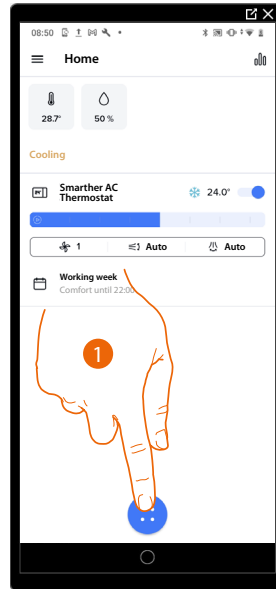 08:50
Home
28.7°
50 %
Cooling
Smarther AC
Thermostat
24.0°
1
Auto
Auto
Working week
Comfort until 22:00
1